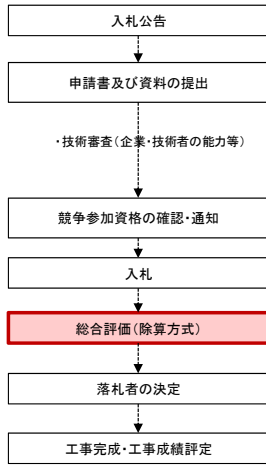 入札公告
申請書及び資料の提出
・技術審査(企業・技術者の能力等)
競争参加資格の確認・通知
入札
総合評価(除算方式)
落札者の決定
工事完成・工事成績評定